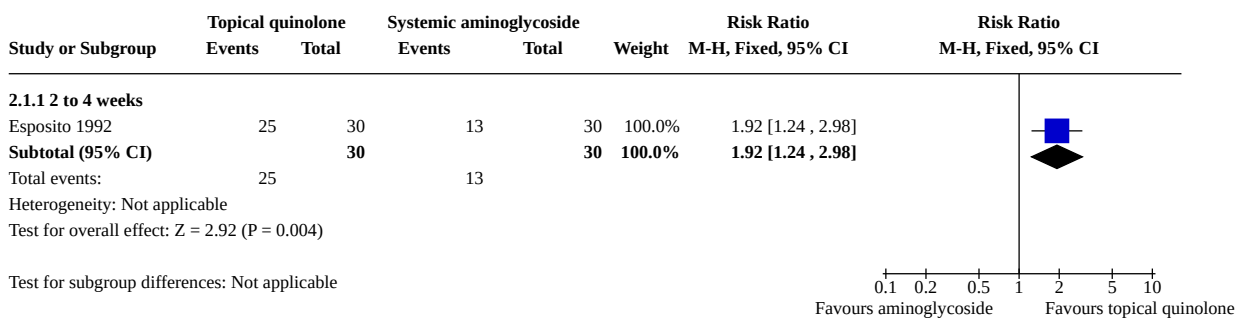 Topical quinolone Systemic aminoglycoside Risk Ratio Risk Ratio
Study or Subgroup Events Total Events Total Weight M-H, Fixed, 95% CI M-H, Fixed, 95% CI
2.1.1 2 to 4 weeks
Esposito 1992 25 30 13 30 100.0% 1.92 [1.24 , 2.98]
Subtotal (95% CI) 30 30 100.0% 1.92 [1.24 , 2.98]
Total events: 25 13
Heterogeneity: Not applicable
Test for overall effect: Z = 2.92 (P = 0.004)
Test for subgroup differences: Not applicable
0.1 0.2 0.5 1 2 5 10
Favours aminoglycoside Favours topical quinolone